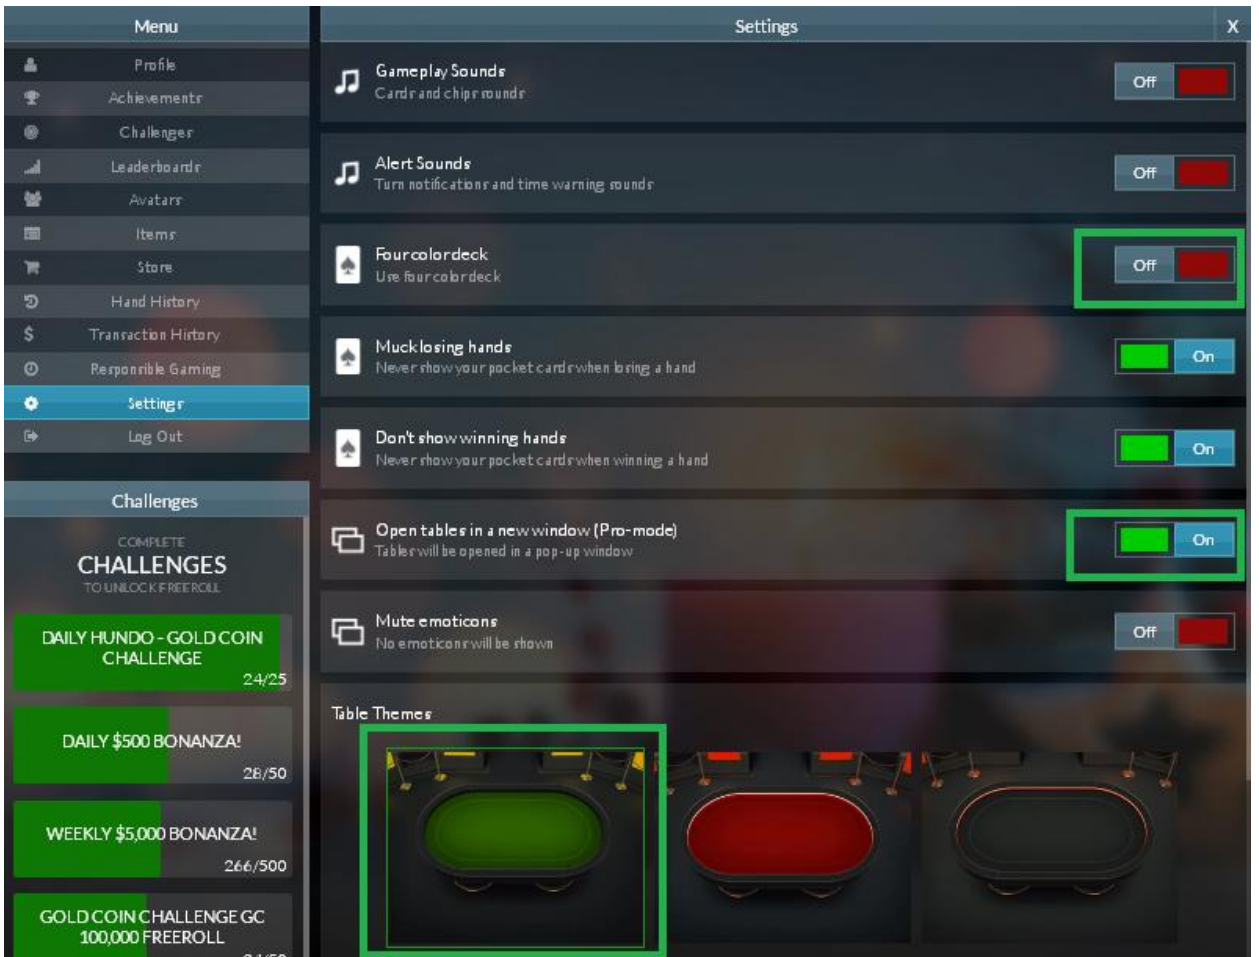 Menu
Profile
Achievements
Challenges
Leaderboards
Avatars
Items
Store
Hand History
Transaction History
Responsible Gaming
Settings
Log Out
Challenges
COMPLETE
CHALLENGES
TO UNLOCK FREEROLL
DAILY HUNDO - GOLD COIN
CHALLENGE
24/25
DAILY $500 BONANZA!
28/50
WEEKLY $5,000 BONANZA!
266/500
GOLD COIN CHALLENGE GC
100,000 FREEROLL
Settings
X
Gameplay Sounds
Cards and chips sounds
Off
Alert Sounds
Turn notifications and time warning sounds
Off
Four color deck
Use four color deck
Off
Muck losing hands
Never show your pocket cards when losing a hand
On
Don't show winning hands
Never show your pocket cards when winning a hand
On
Open tables in a new window (Pro-mode)
Tables will be opened in a pop-up window
On
Mute emoticons
No emoticons will be shown
Off
Table Themes